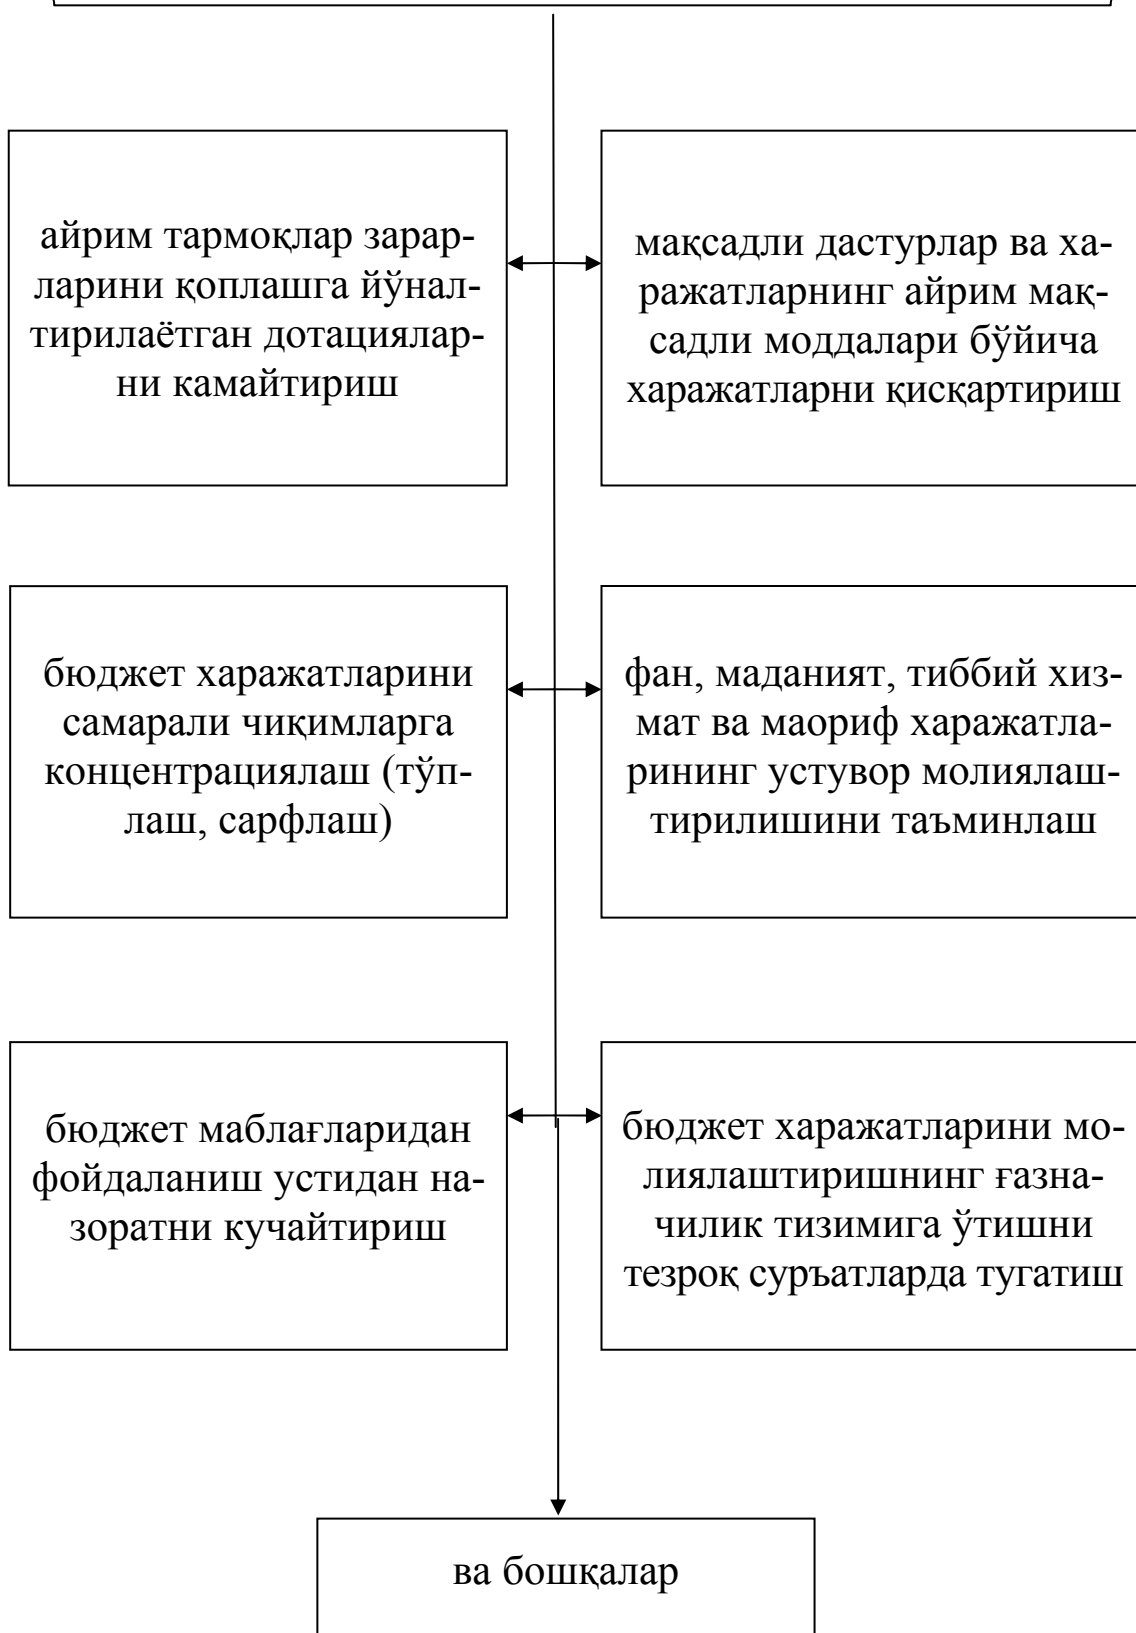 айрим тармоқлар зарар-
ларини қоплашга йўнал-
тирилаётган дотациялар-
ни камайтириш
мақсадли дастурлар ва ха-
ражатларнинг айрим мақ-
садли моддалари бўйича
харажатларни қисқартириш
бюджет харажатларини
самарали чиқимларга
концентрациялаш (тўп-
лаш, сарфлаш)
фан, маданият, тиббий хиз-
мат ва маориф харажатла-
рининг устувор молиялаш-
тирилишини таъминлаш
бюджет маблағларидан
фойдаланиш устидан на-
зоратни кучайтириш
бюджет харажатларини мо-
лиялаштиришнинг ғазна-
чилик тизимига ўтишни
тезроқ суръатларда тугатиш
ва бошқалар